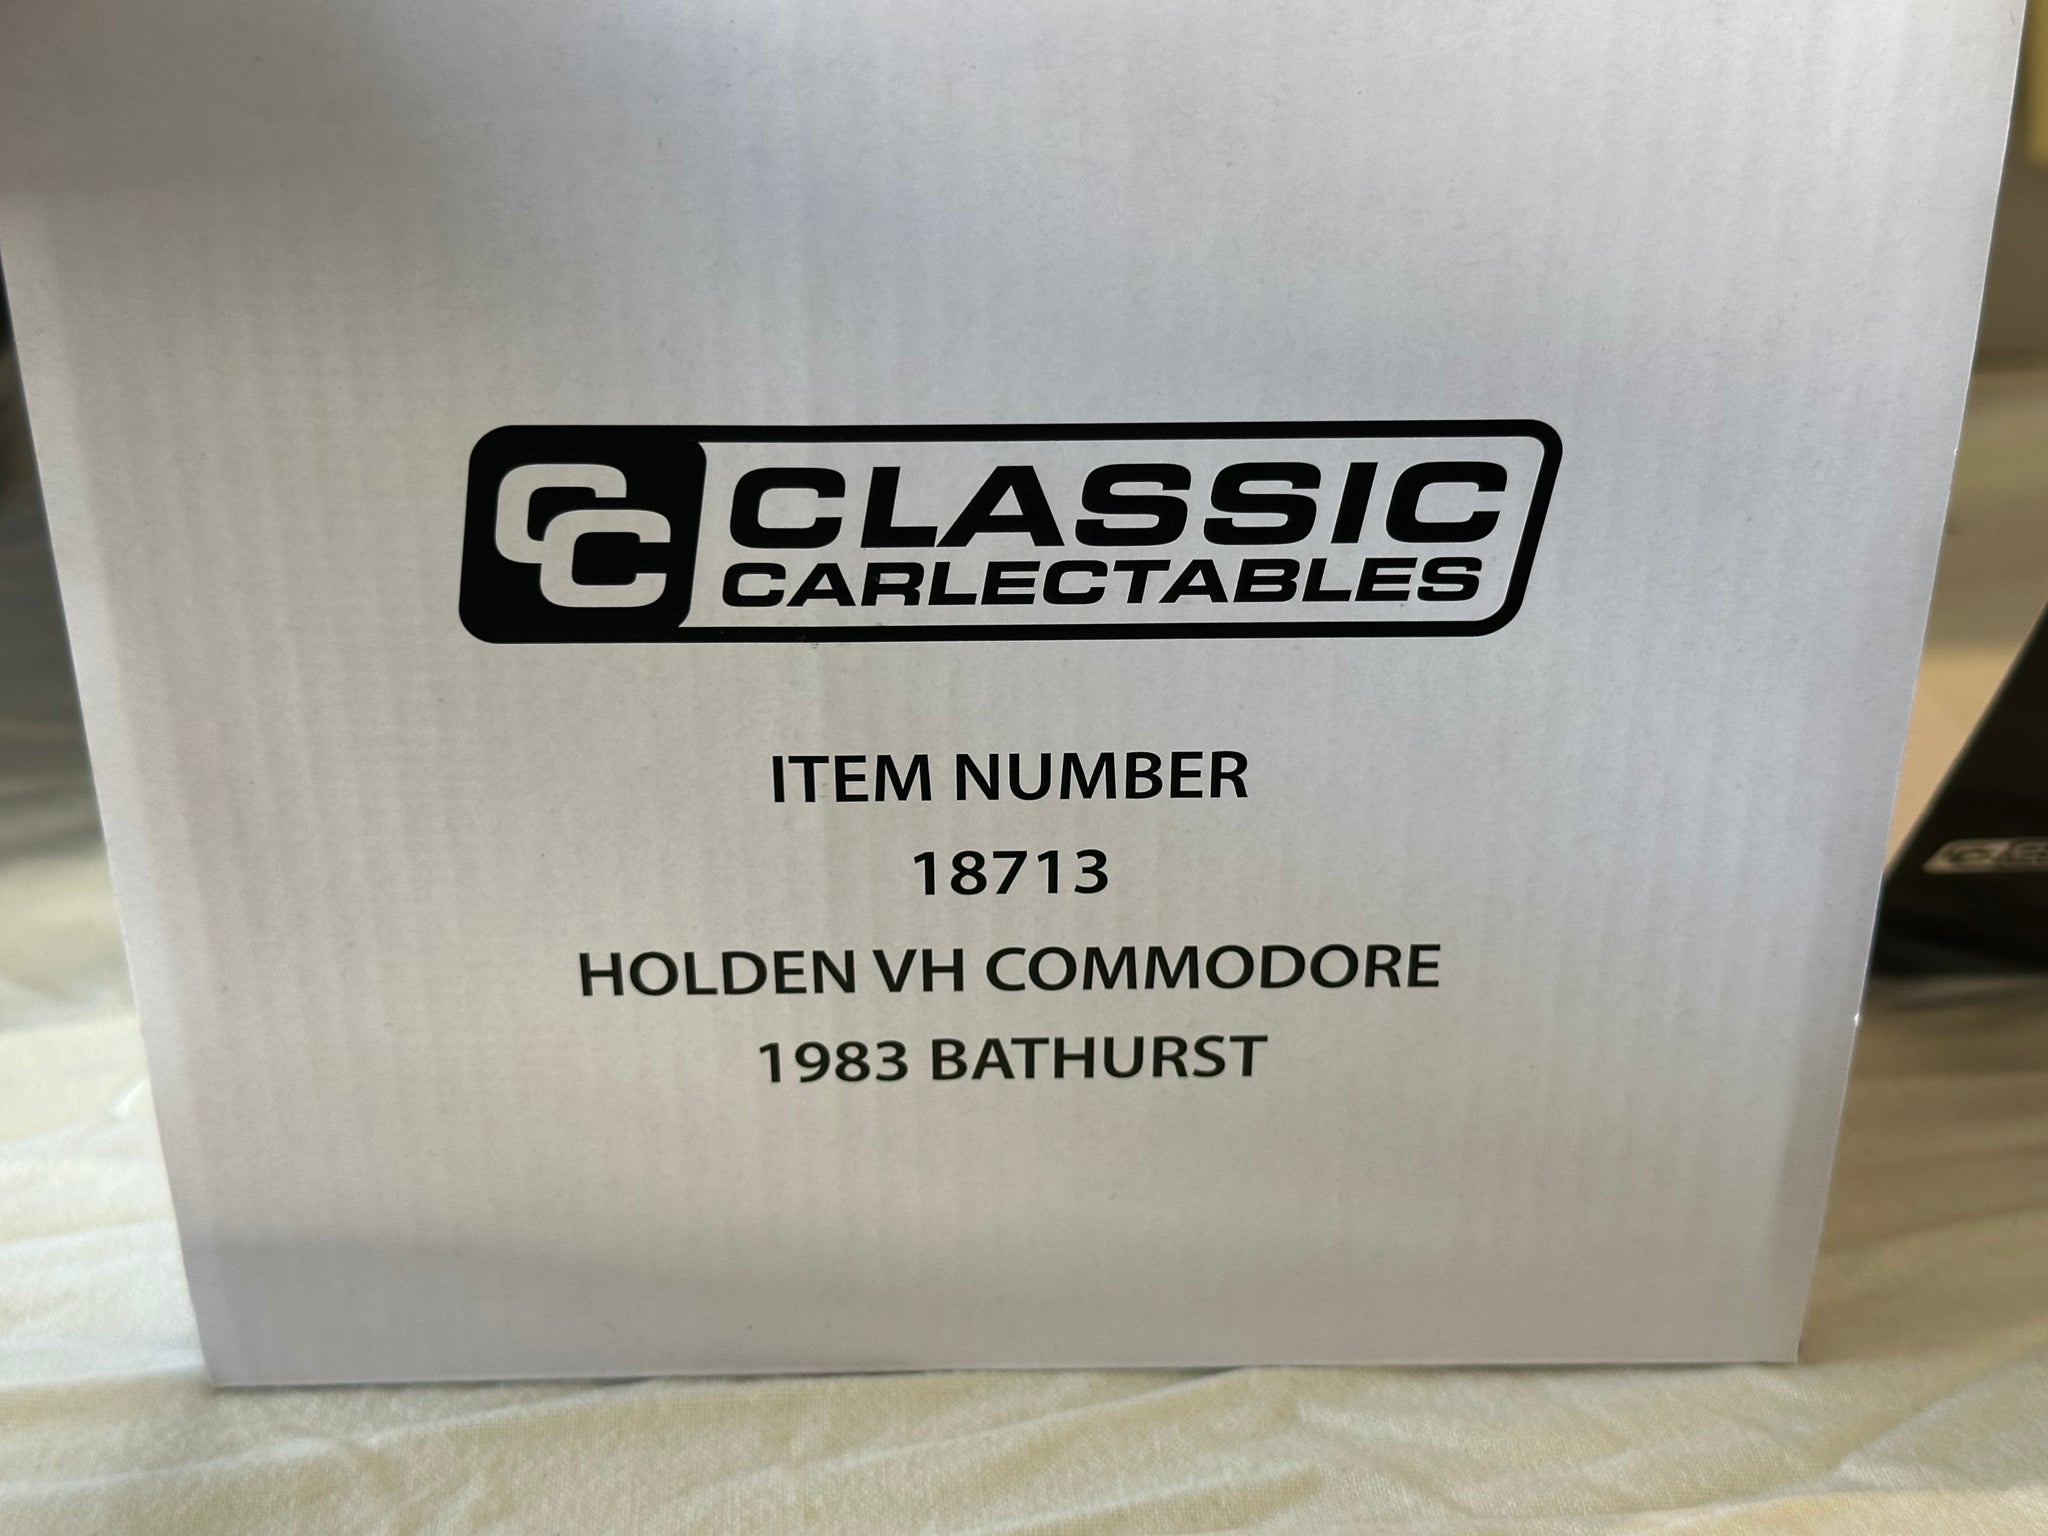 CC CLASSIC
CARLECTABLES
ITEM NUMBER
18713
HOLDEN VH COMMODORE
1983 BATHURST